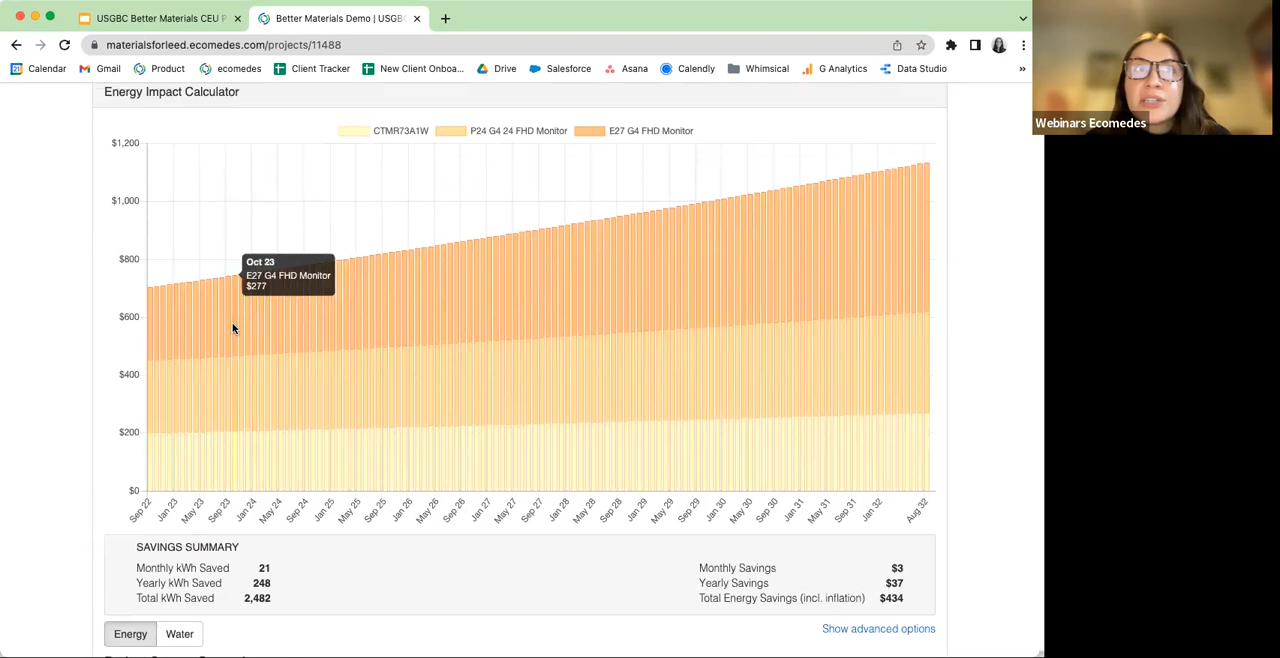 USGBC Better Materials CEU P
Better Materials Demo | USGBC
materialsforleed.ecomedes.com/projects/11488
Calendar Gmail Product ecomedes Client Tracker New Client Onboa... Drive Salesforce Asana Calendly Whimsical G Analytics Data Studio »
Webinars Ecomedes
Energy Impact Calculator
CTMR73A1W P24 G4 24 FHD Monitor E27 G4 FHD Monitor
$1,200
$1,000
$800
$600
$400
$200
$0
Oct 23
E27 G4 FHD Monitor
$277
Sep 22 Jan 23 May 23 Sep 23 Jan 24 May 24 Sep 24 Jan 25 May 25 Sep 25 Jan 26 May 26 Sep 26 Jan 27 May 27 Sep 27 Jan 28 May 28 Sep 28 Jan 29 May 29 Sep 29 Jan 30 May 30 Sep 30 Jan 31 May 31 Sep 31 Jan 32 Aug 32
SAVINGS SUMMARY
Monthly kWh Saved 21 Monthly Savings $3
Yearly kWh Saved 248 Yearly Savings $37
Total kWh Saved 2,482 Total Energy Savings (incl. inflation) $434
Energy Water
Show advanced options